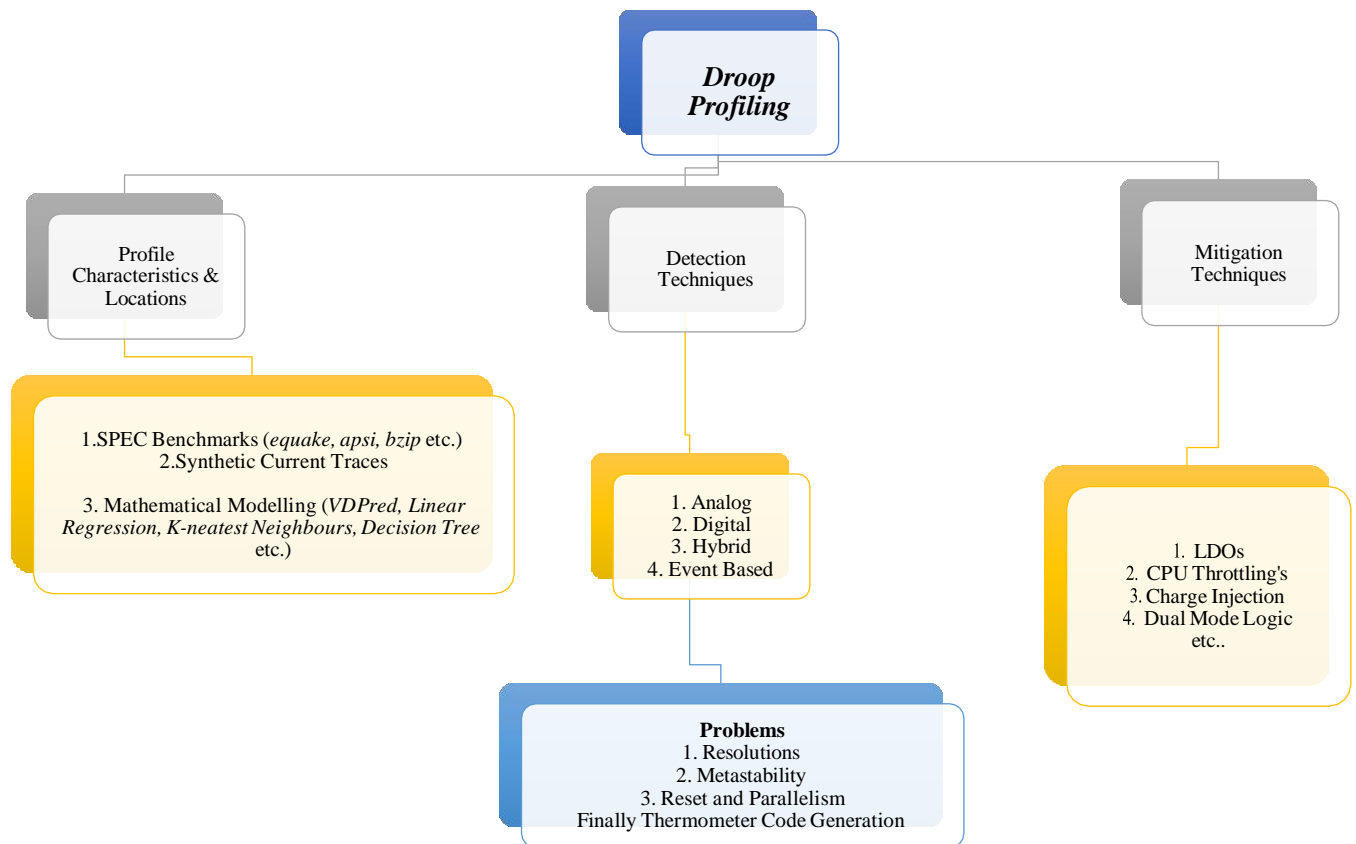 Droop
Profiling
Profile
Characteristics &
Locations
Detection
Techniques
Mitigation
Techniques
1.SPEC Benchmarks (equake, apsi, bzip etc.)
2.Synthetic Current Traces
3. Mathematical Modelling (VDPred, Linear
Regression, K-neatest Neighbours, Decision Tree
etc.)
1. Analog
2. Digital
3. Hybrid
4. Event Based
1. LDOs
2. CPU Throttling's
3. Charge Injection
4. Dual Mode Logic
etc..
Problems
1. Resolutions
2. Metastability
3. Reset and Parallelism
Finally Thermometer Code Generation